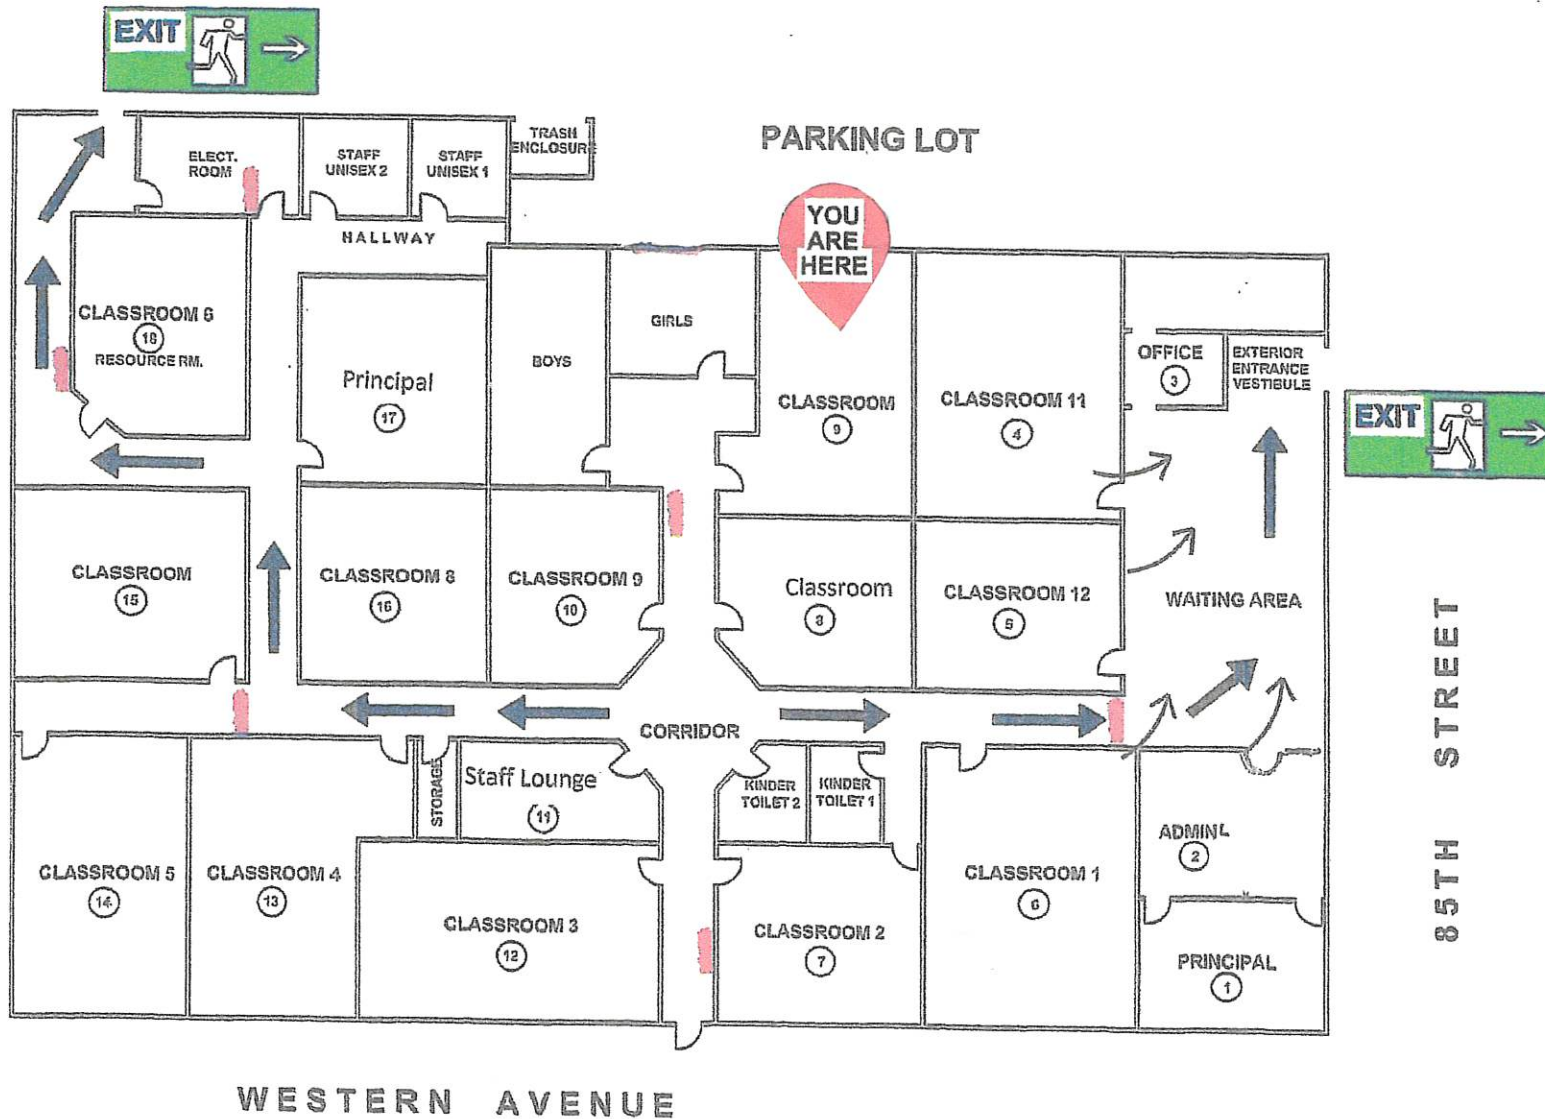 EXIT
PARKING LOT
TRASH
ENCLOSURE
ELECT.
ROOM
STAFF
UNISEX 2
STAFF
UNISEX 1
HALLWAY
YOU
ARE
HERE
CLASSROOM 6
18
RESOURCE RM.
Principal
17
BOYS
GIRLS
CLASSROOM
9
CLASSROOM 11
4
OFFICE
3
EXTERIOR
ENTRANCE
VESTIBULE
EXIT
CLASSROOM
15
CLASSROOM 8
16
CLASSROOM 9
10
Classroom
8
CLASSROOM 12
5
WAITING AREA
CORRIDOR
STORAGE
Staff Lounge
11
KINDER
TOILET 2
KINDER
TOILET 1
CLASSROOM 5
14
CLASSROOM 4
13
CLASSROOM 3
12
CLASSROOM 2
7
CLASSROOM 1
6
ADMIN
2
PRINCIPAL
1
85TH STREET
WESTERN AVENUE